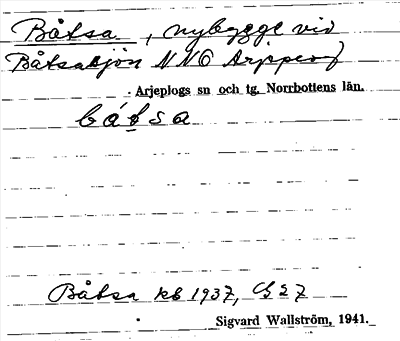 Båtsa, nybygge vid
Båtsasjön NNO Arjeplog
Arjeplogs sn och tg. Norrbottens län.
båtsa
Båtsa kb 1937, G 27
Sigvard Wallström, 1941.